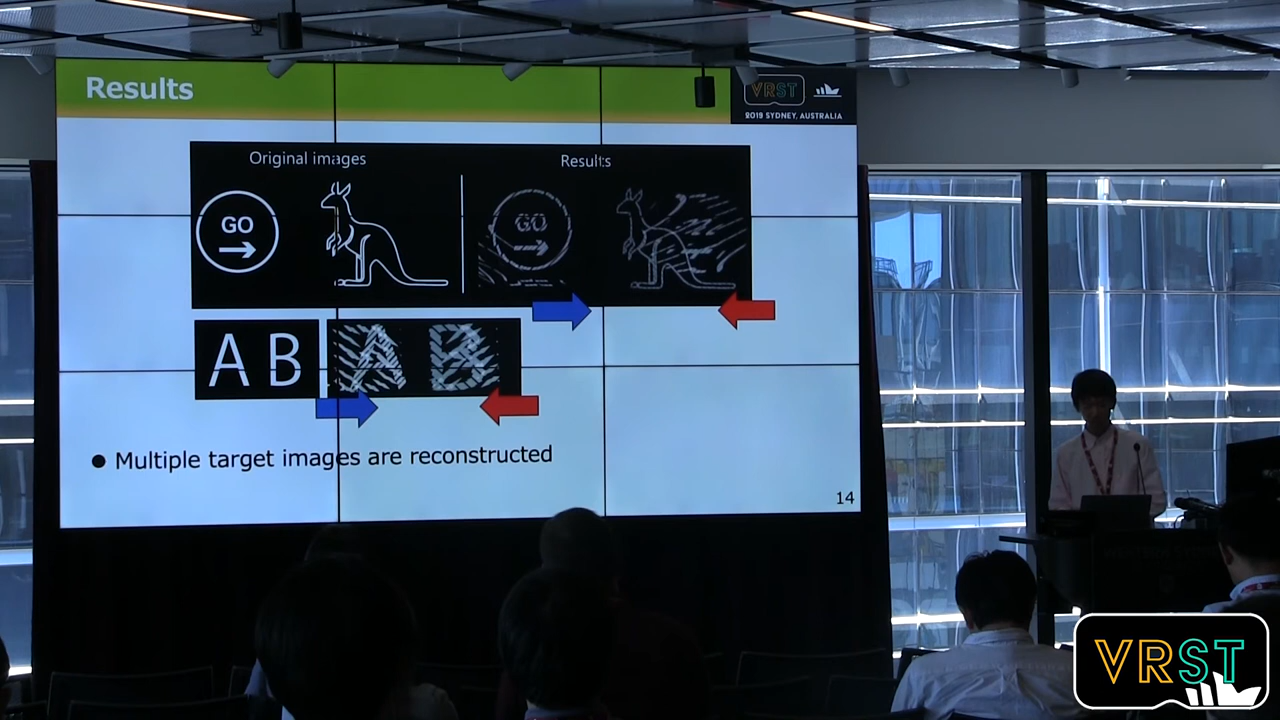 Results
VRST
2019 SYDNEY, AUSTRALIA
Original images
Results
GO
GO
A B
A B
● Multiple target images are reconstructed
14
VRST